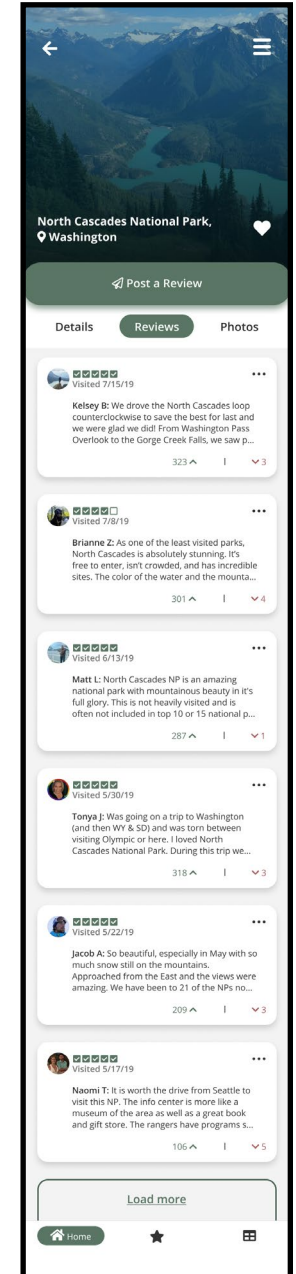 North Cascades National Park,
Washington
Post a Review
Details Reviews Photos
Visited 7/15/19
Kelsey B: We drove the North Cascades loop
counterclockwise to save the best for last and
we were glad we did! From Washington Pass
Overlook to the Gorge Creek Falls, we saw p...
323 | 3
Visited 7/8/19
Brianne Z: As one of the least visited parks,
North Cascades is absolutely stunning. It's
free to enter, isn't crowded, and has incredible
sites. The color of the water and the mounta...
301 | 4
Visited 6/13/19
Matt L: North Cascades NP is an amazing
national park with mountainous beauty in it's
full glory. This is not heavily visited and is
often not included in top 10 or 15 national p...
287 | 1
Visited 5/30/19
Tonya J: Was going on a trip to Washington
(and then WY & SD) and was torn between
visiting Olympic or here. I loved North
Cascades National Park. During this trip we...
318 | 3
Visited 5/22/19
Jacob A: So beautiful, especially in May with so
much snow still on the mountains.
Approached from the East and the views were
amazing. We have been to 21 of the NPs no...
209 | 3
Visited 5/17/19
Naomi T: It is worth the drive from Seattle to
visit this NP. The info center is more like a
museum of the area as well as a great book
and gift store. The rangers have programs s...
106 | 5
Load more
Home